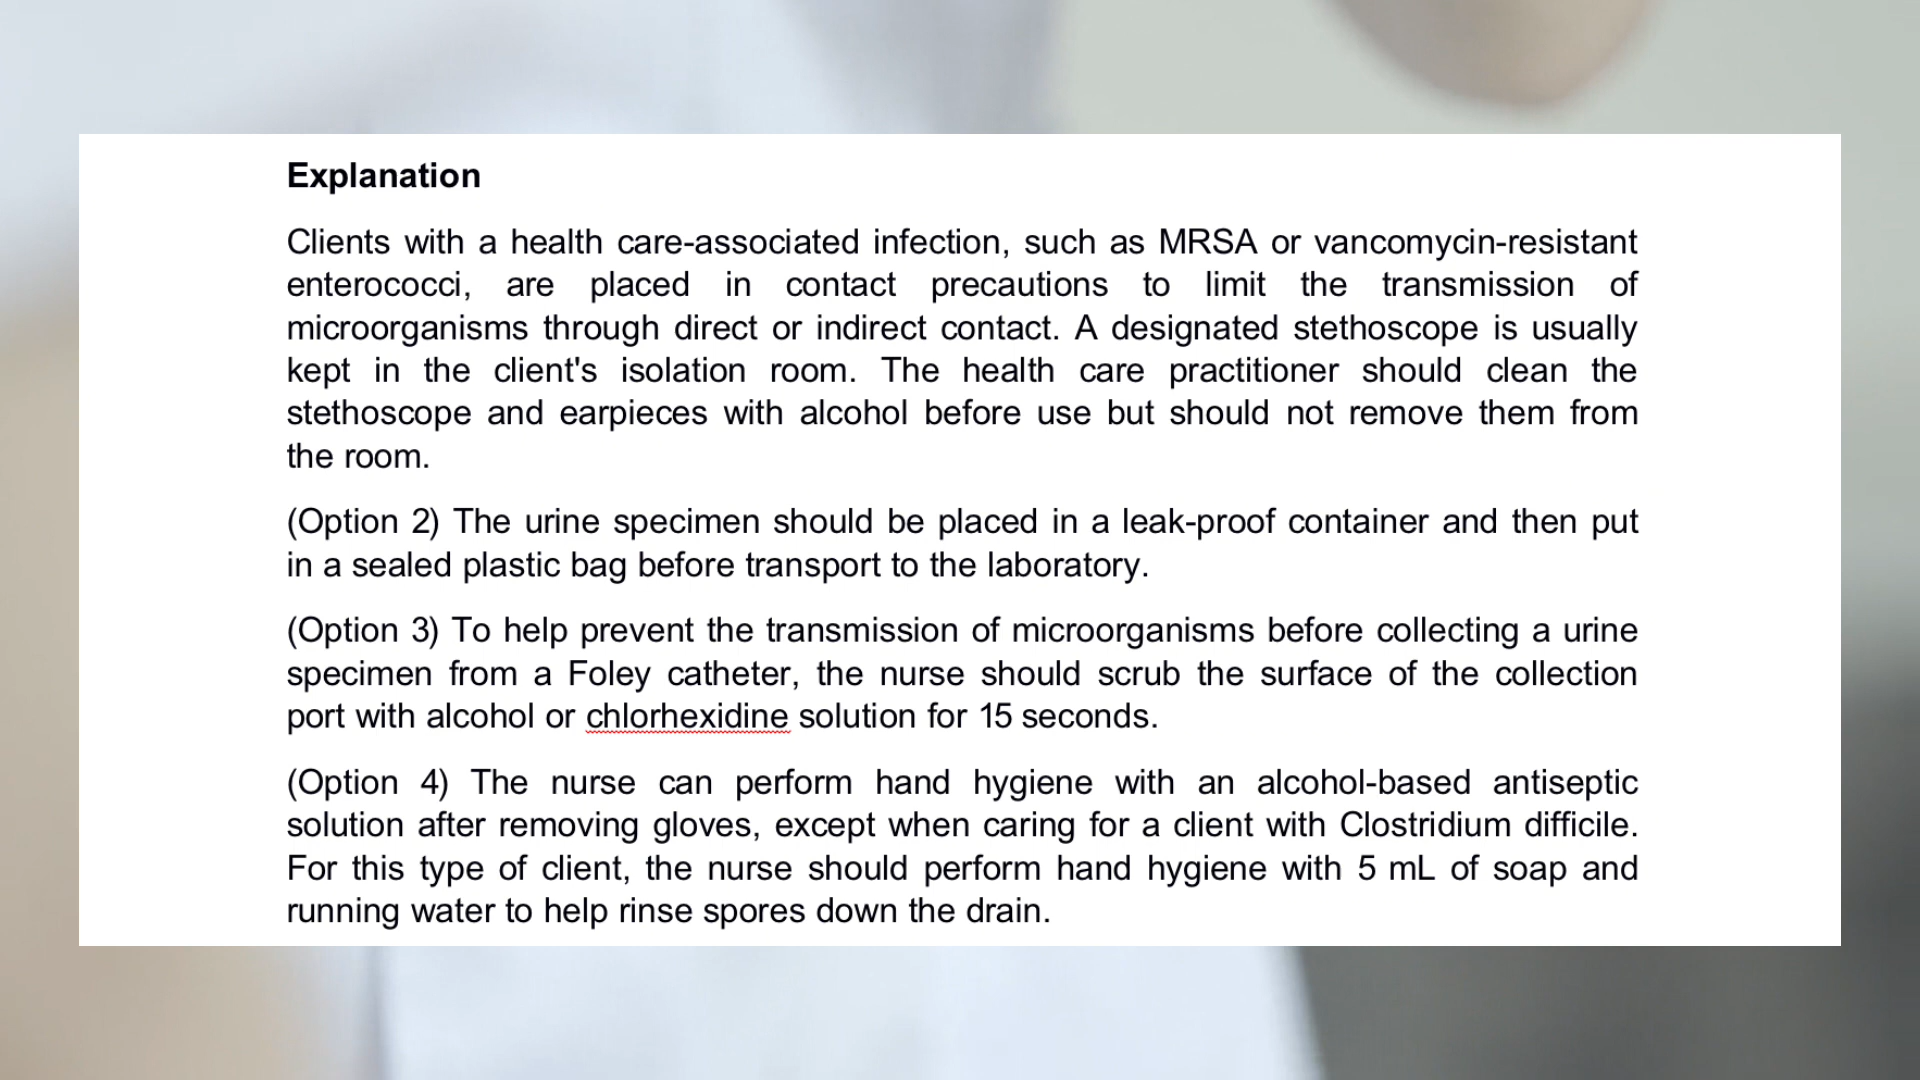 Explanation
Clients with a health care-associated infection, such as MRSA or vancomycin-resistant
enterococci, are placed in contact precautions to limit the transmission of
microorganisms through direct or indirect contact. A designated stethoscope is usually
kept in the client's isolation room. The health care practitioner should clean the
stethoscope and earpieces with alcohol before use but should not remove them from
the room.
(Option 2) The urine specimen should be placed in a leak-proof container and then put
in a sealed plastic bag before transport to the laboratory.
(Option 3) To help prevent the transmission of microorganisms before collecting a urine
specimen from a Foley catheter, the nurse should scrub the surface of the collection
port with alcohol or chlorhexidine solution for 15 seconds.
(Option 4) The nurse can perform hand hygiene with an alcohol-based antiseptic
solution after removing gloves, except when caring for a client with Clostridium difficile.
For this type of client, the nurse should perform hand hygiene with 5 mL of soap and
running water to help rinse spores down the drain.